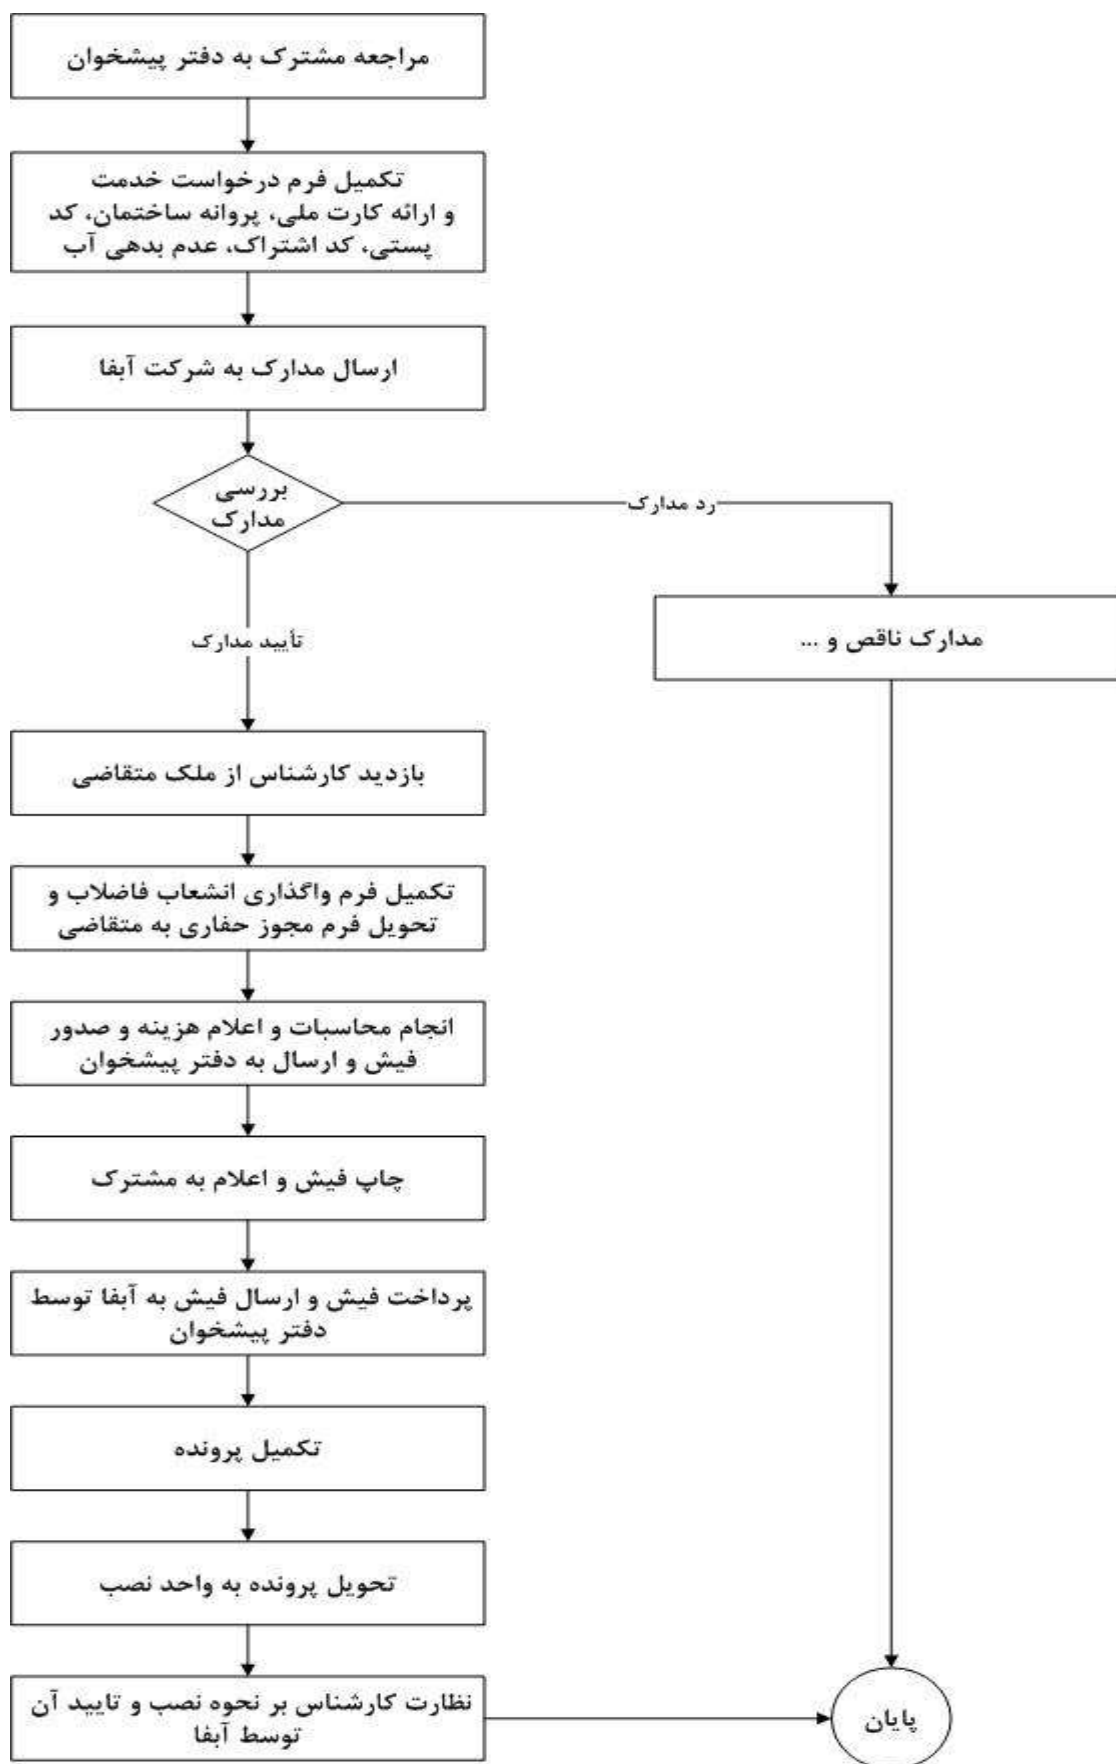 مراجعه مشترک به دفتر پیشخوان
تکمیل فرم درخواست خدمت
و ارائه کارت ملی، پروانه ساختمان، کد
پستی، کد اشتراک، عدم بدهی آب
ارسال مدارک به شرکت آبفا
بررسی
مدارک
رد مدارک
مدارک ناقص و ...
تأیید مدارک
بازدید کارشناس از ملک متقاضی
تکمیل فرم واگذاری انشعاب فاضلاب و
تحویل فرم مجوز حفاری به متقاضی
انجام محاسبات و اعلام هزینه و صدور
فیش و ارسال به دفتر پیشخوان
چاپ فیش و اعلام به مشترک
پرداخت فیش و ارسال فیش به آبفا توسط
دفتر پیشخوان
تکمیل پرونده
تحویل پرونده به واحد نصب
نظارت کارشناس بر نحوه نصب و تایید آن
توسط آبفا
پایان